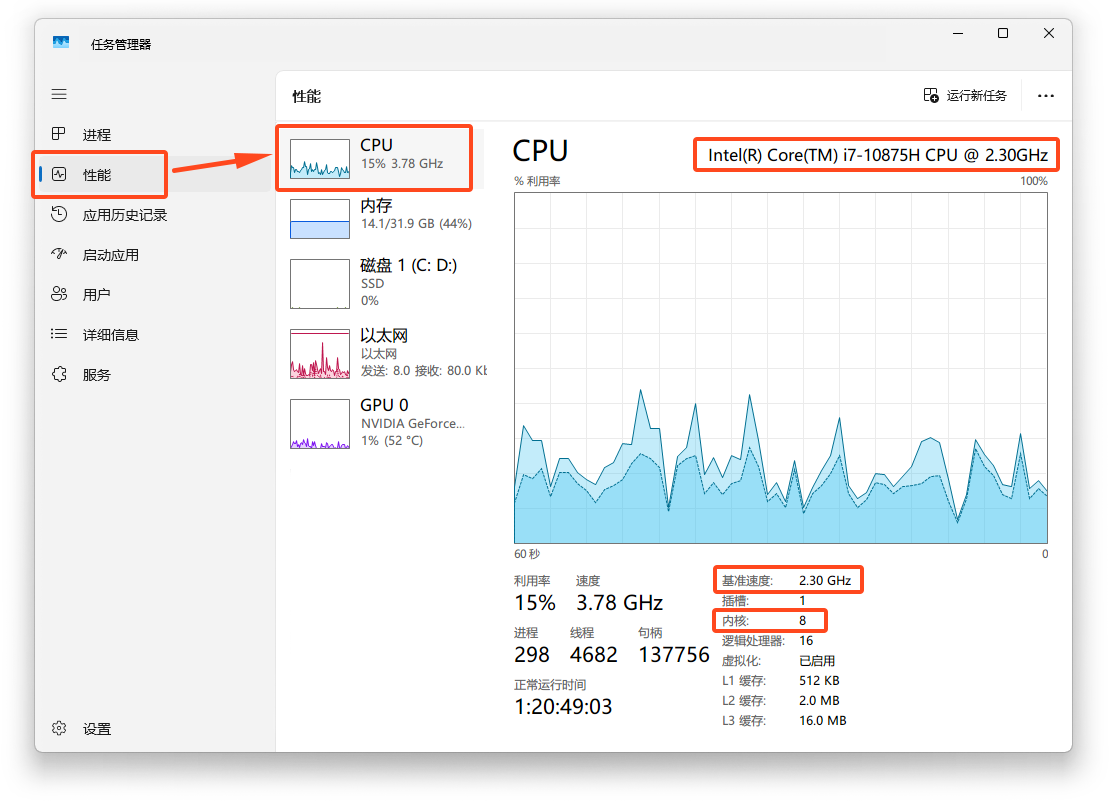 任务管理器
性能
运行新任务
进程
性能
应用历史记录
启动应用
用户
详细信息
服务
设置
CPU
15% 3.78 GHz
内存
14.1/31.9 GB (44%)
磁盘 1 (C: D:)
SSD
0%
以太网
以太网
发送: 8.0 接收: 80.0 Kb
GPU 0
NVIDIA GeForce...
1% (52 °C)
CPU
Intel(R) Core(TM) i7-10875H CPU @ 2.30GHz
% 利用率
100%
60 秒
0
利用率
速度
15%
3.78 GHz
进程
线程
句柄
298
4682
137756
正常运行时间
1:20:49:03
基准速度: 2.30 GHz
插槽: 1
内核: 8
逻辑处理器: 16
虚拟化: 已启用
L1 缓存: 512 KB
L2 缓存: 2.0 MB
L3 缓存: 16.0 MB